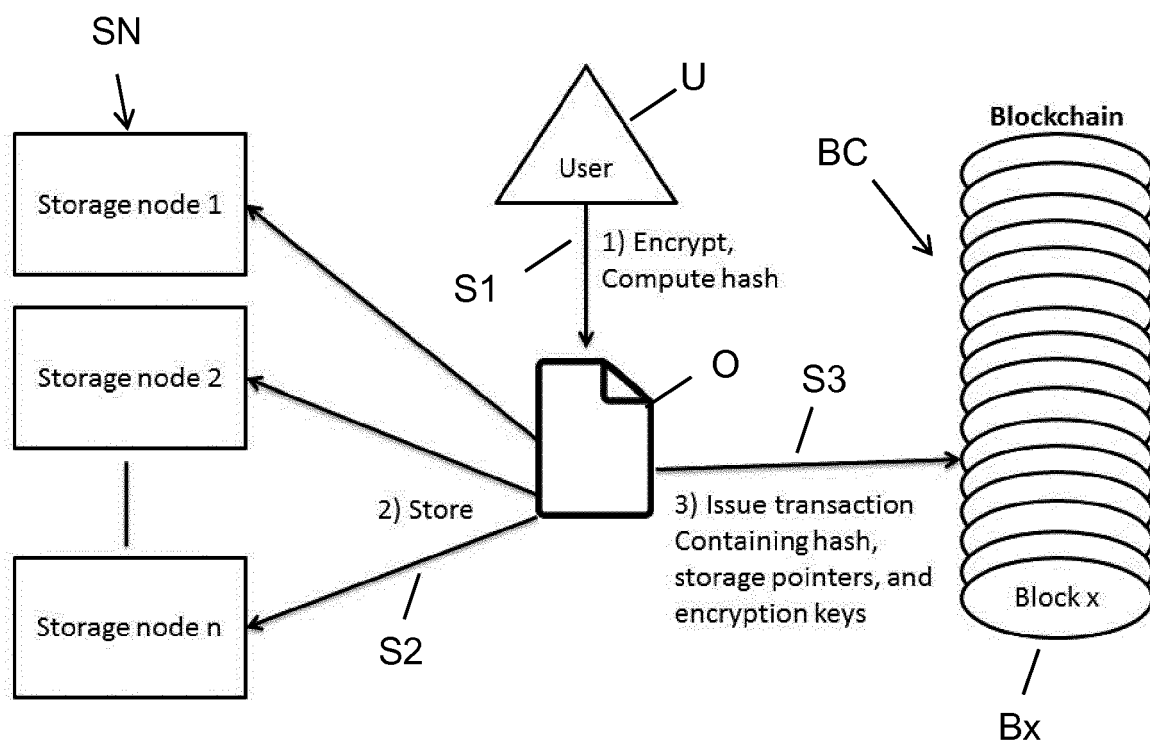 SN
U
Blockchain
BC
User
Storage node 1
1) Encrypt,
Compute hash
S1
O
S3
Storage node 2
2) Store
3) Issue transaction
Containing hash,
storage pointers, and
encryption keys
Block x
Storage node n
S2
Bx